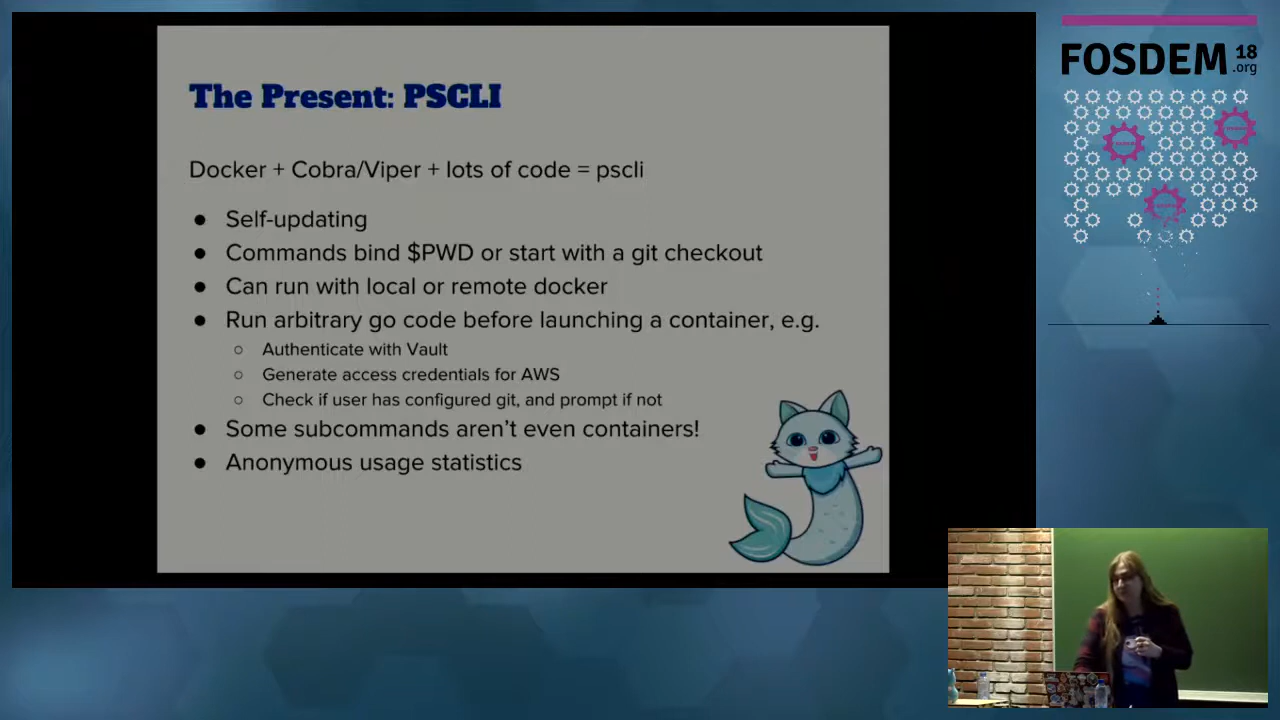 The Present: PSCLI
Docker + Cobra/Viper + lots of code = pscli
● Self-updating
● Commands bind $PWD or start with a git checkout
● Can run with local or remote docker
● Run arbitrary go code before launching a container, e.g.
○ Authenticate with Vault
○ Generate access credentials for AWS
○ Check if user has configured git, and prompt if not
● Some subcommands aren't even containers!
● Anonymous usage statistics
FOSDEM 18
.org